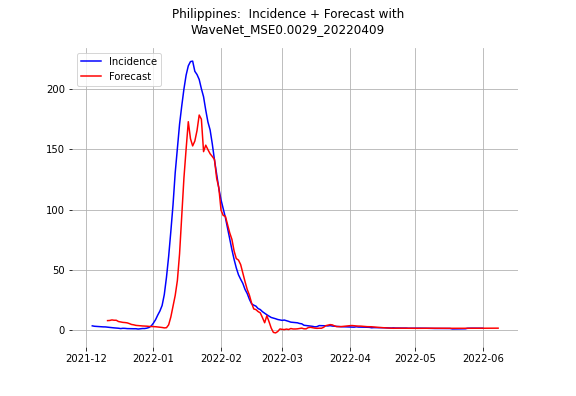 Philippines:  Incidence + Forecast with
WaveNet_MSE0.0029_20220409
Incidence
Forecast
200
150
100
50
0
2021-12 2022-01 2022-02 2022-03 2022-04 2022-05 2022-06